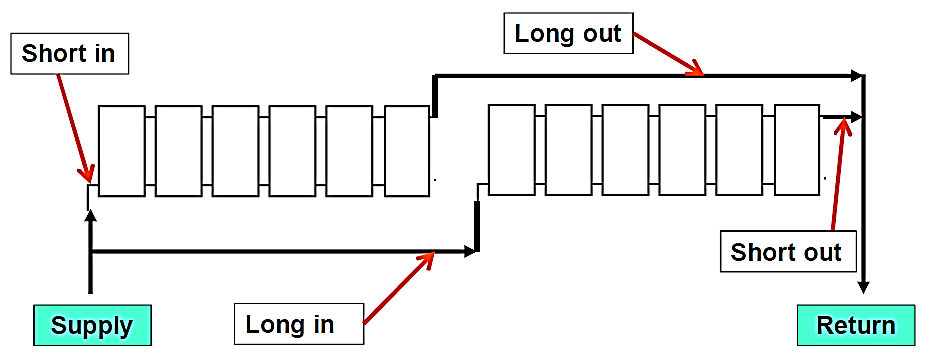 Long out
Short in
Short out
Long in
Supply
Return